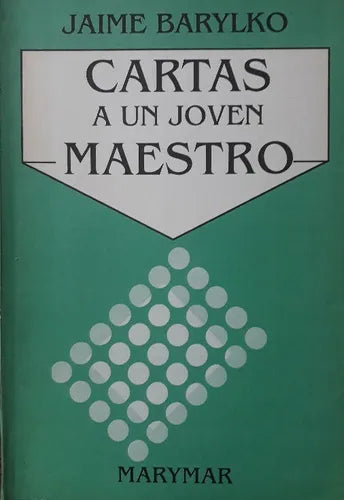 JAIME BARYLKO
CARTAS
A UN JOVEN
MAESTRO
MARYMAR